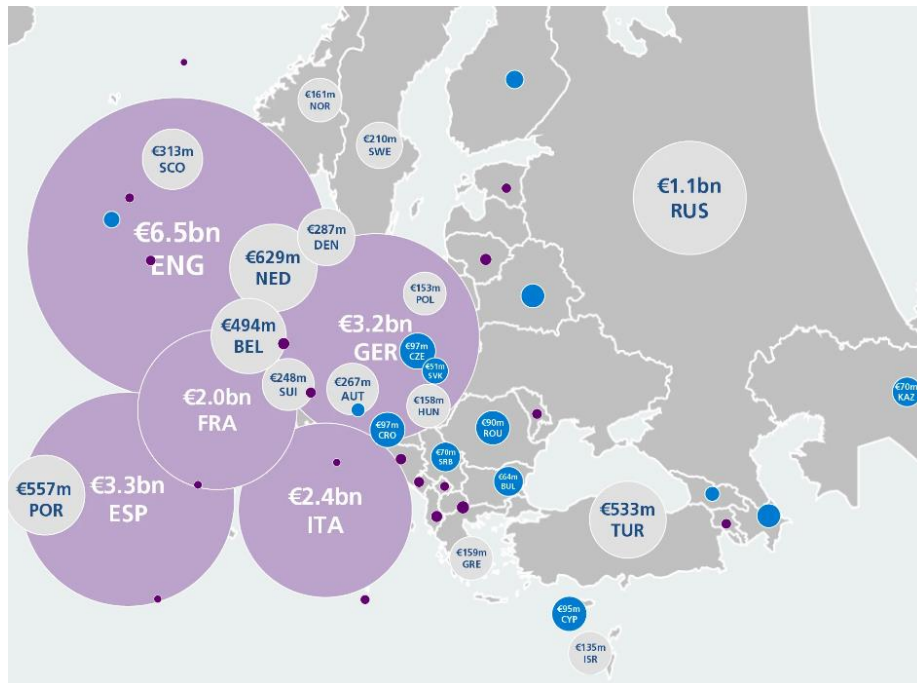 €161m
NOR
€210m
SWE
€313m
SCO
€1.1bn
RUS
€6.5bn
ENG
€287m
DEN
€629m
NED
€153m
POL
€494m
BEL
€3.2bn
GER
€97m
CZE
€51m
SVK
€248m
SUI
€267m
AUT
€2.0bn
FRA
€158m
HUN
€70m
KAZ
€97m
CRO
€90m
ROU
€70m
SRB
€64m
BUL
€557m
POR
€3.3bn
ESP
€2.4bn
ITA
€533m
TUR
€159m
GRE
€95m
CYP
€135m
ISR